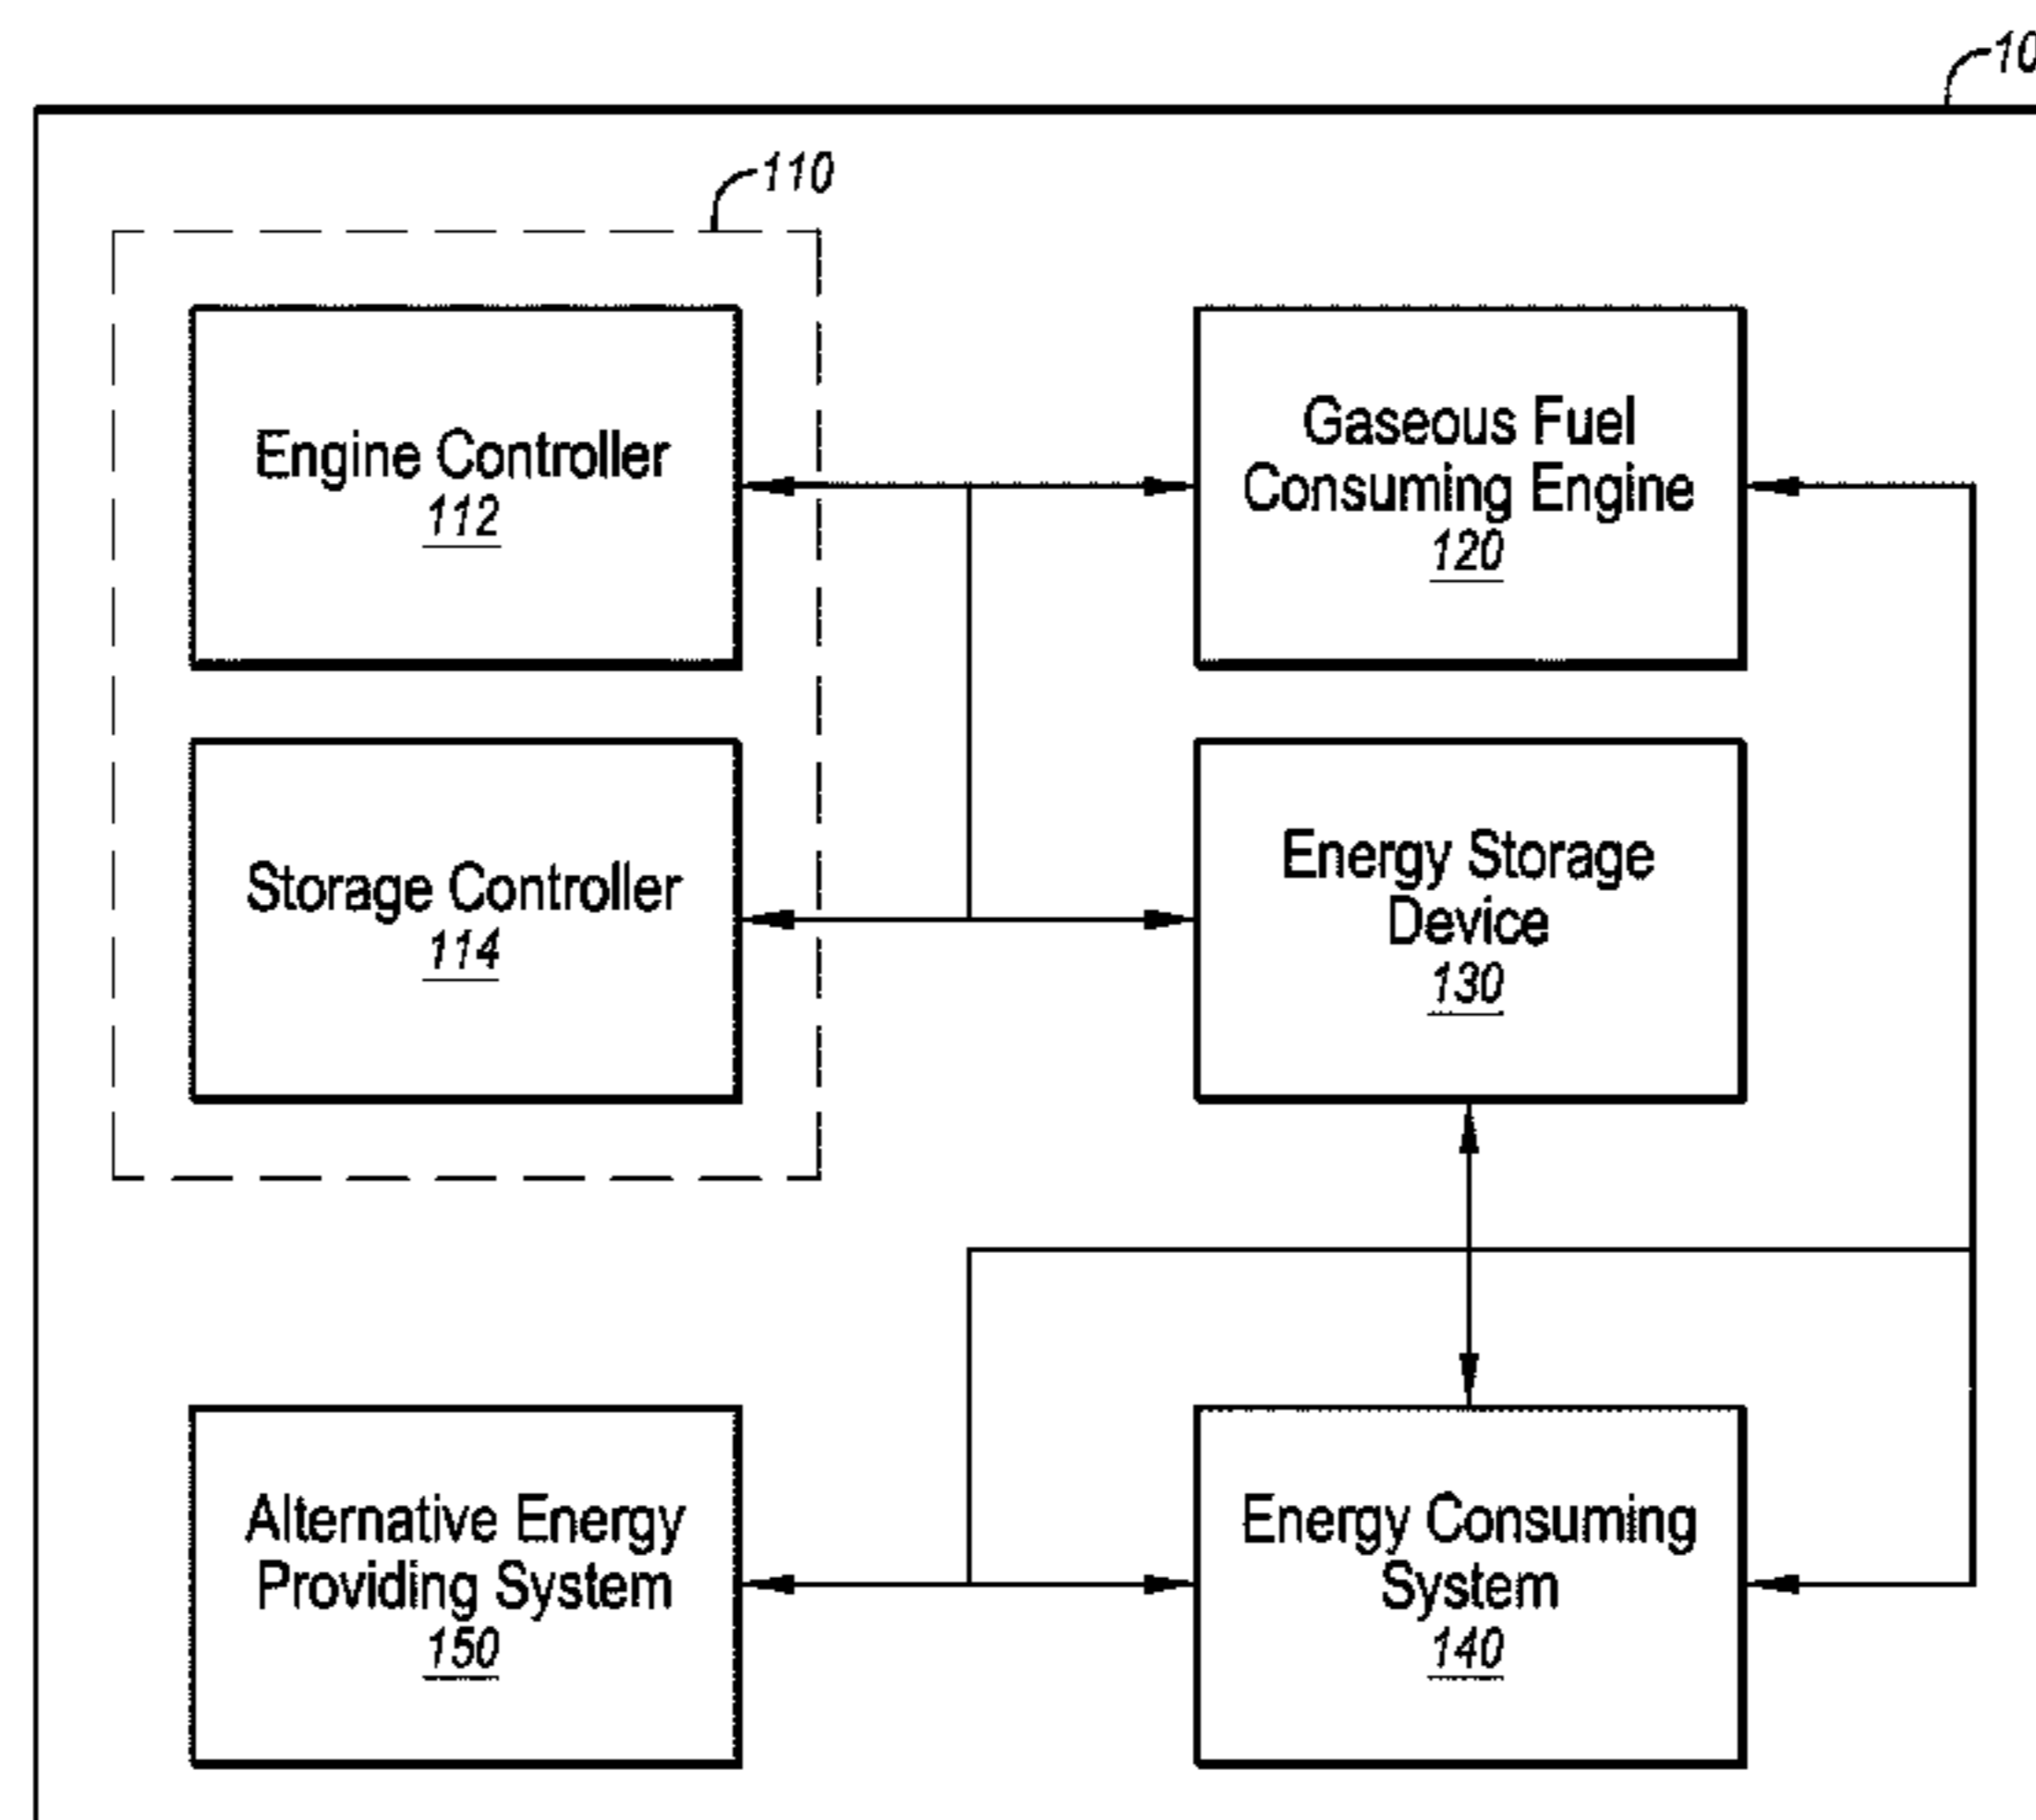 10
110
Engine Controller
112
Gaseous Fuel
Consuming Engine
120
Storage Controller
114
Energy Storage
Device
130
Alternative Energy
Providing System
150
Energy Consuming
System
140